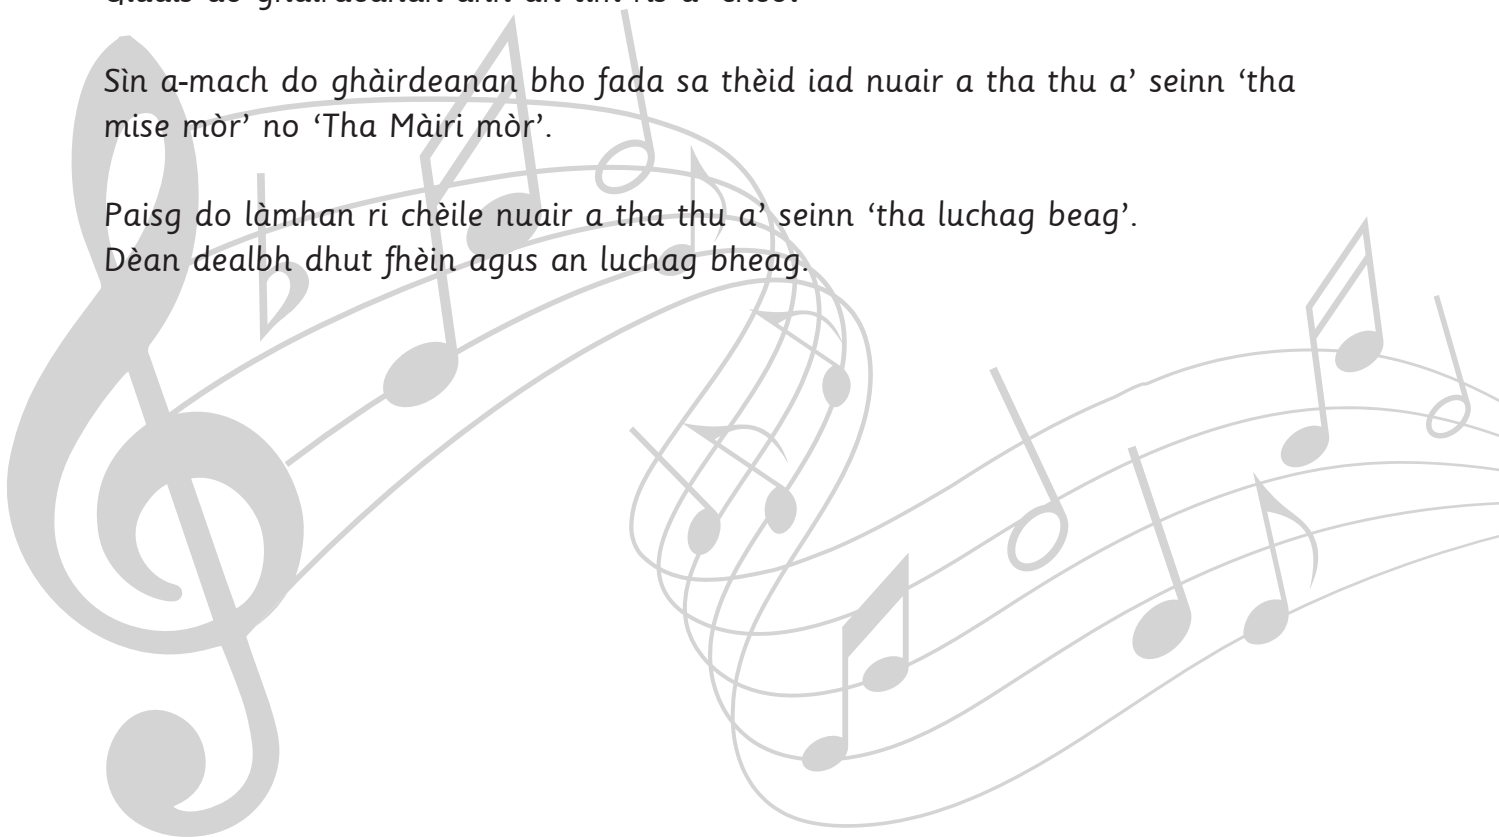 Sìn a-mach do ghàirdeanan bho fada sa thèid iad nuair a tha thu a’ seinn ‘tha
mise mòr’ no ‘Tha Màiri mòr’.
Paisg do làmhan ri chèile nuair a tha thu a’ seinn ‘tha luchag beag’.
Dèan dealbh dhut fhèin agus an luchag bheag.